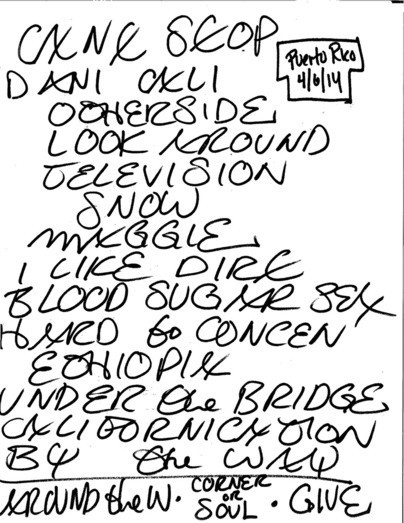 CAN'T STOP
Puerto Rico
4/6/14
DANI CALI
OTHERSIDE
LOOK AROUND
TELEVISION
SNOW
MAGGIE
I LIKE DIRT
BLOOD SUGAR SEX
HARD to CONCEN
ETHIOPIA
UNDER the BRIDGE
CALIFORNICATION
BY the WAY
AROUND the W. CORNER or SOUL . GIVE